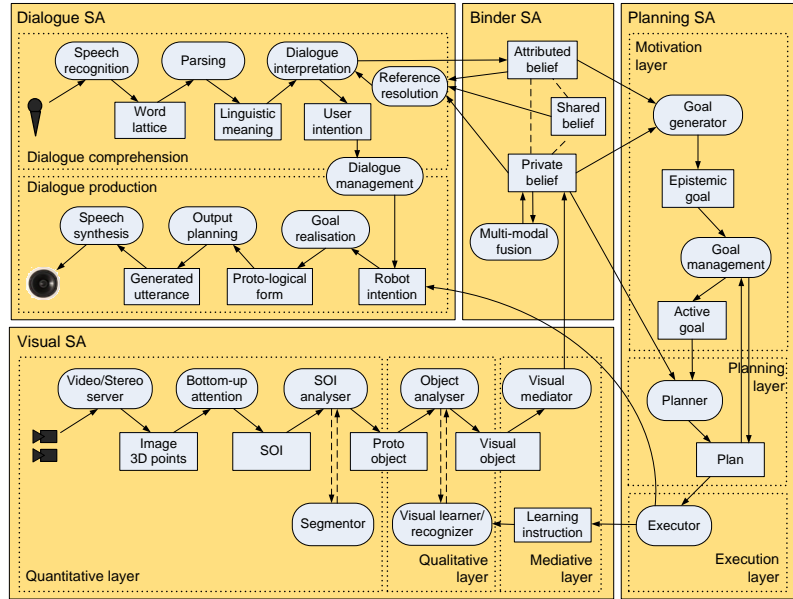 Dialogue SA
Speech
recognition
Parsing
Dialogue
interpretation
Reference
resolution
Word
lattice
Linguistic
meaning
User
intention
Dialogue comprehension
Dialogue
management
Dialogue production
Speech
synthesis
Output
planning
Goal
realisation
Generated
utterance
Proto-logical
form
Robot
intention
Binder SA
Attributed
belief
Shared
belief
Private
belief
Multi-modal
fusion
Planning SA
Motivation
layer
Goal
generator
Epistemic
goal
Goal
management
Active
goal
Planning
layer
Planner
Plan
Executor
Execution
layer
Visual SA
Video/Stereo
server
Bottom-up
attention
SOI
analyser
Object
analyser
Visual
mediator
Image
3D points
SOI
Proto
object
Visual
object
Segmentor
Visual learner/
recognizer
Learning
instruction
Quantitative layer
Qualitative
layer
Mediative
layer